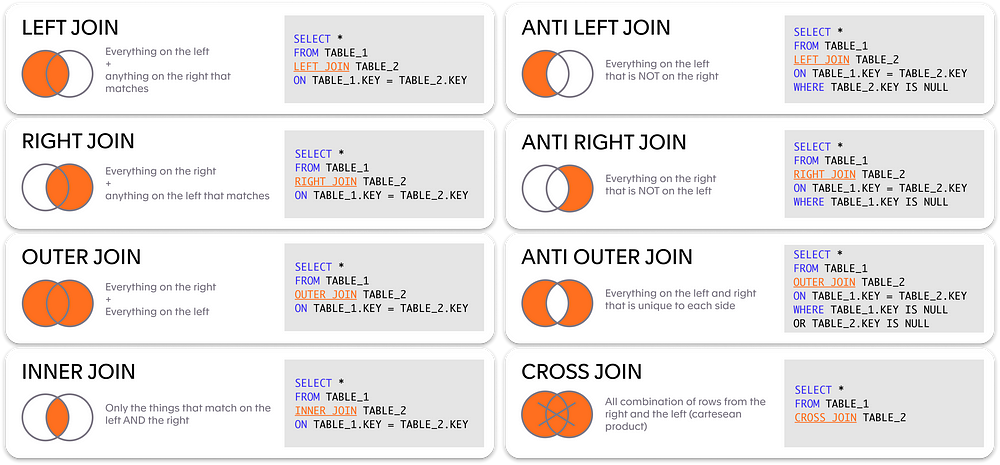 LEFT JOIN
Everything on the left
+
anything on the right that
matches
SELECT *
FROM TABLE_1
LEFT JOIN TABLE_2
ON TABLE_1.KEY = TABLE_2.KEY
ANTI LEFT JOIN
Everything on the left
that is NOT on the right
SELECT *
FROM TABLE_1
LEFT JOIN TABLE_2
ON TABLE_1.KEY = TABLE_2.KEY
WHERE TABLE_2.KEY IS NULL
RIGHT JOIN
Everything on the right
+
anything on the left that matches
SELECT *
FROM TABLE_1
RIGHT JOIN TABLE_2
ON TABLE_1.KEY = TABLE_2.KEY
ANTI RIGHT JOIN
Everything on the right
that is NOT on the left
SELECT *
FROM TABLE_1
RIGHT JOIN TABLE_2
ON TABLE_1.KEY = TABLE_2.KEY
WHERE TABLE_1.KEY IS NULL
OUTER JOIN
Everything on the right
+
Everything on the left
SELECT *
FROM TABLE_1
OUTER JOIN TABLE_2
ON TABLE_1.KEY = TABLE_2.KEY
ANTI OUTER JOIN
Everything on the left and right
that is unique to each side
SELECT *
FROM TABLE_1
OUTER JOIN TABLE_2
ON TABLE_1.KEY = TABLE_2.KEY
WHERE TABLE_1.KEY IS NULL
OR TABLE_2.KEY IS NULL
INNER JOIN
Only the things that match on the
left AND the right
SELECT *
FROM TABLE_1
INNER JOIN TABLE_2
ON TABLE_1.KEY = TABLE_2.KEY
CROSS JOIN
All combination of rows from the
right and the left (cartesean
product)
SELECT *
FROM TABLE_1
CROSS JOIN TABLE_2